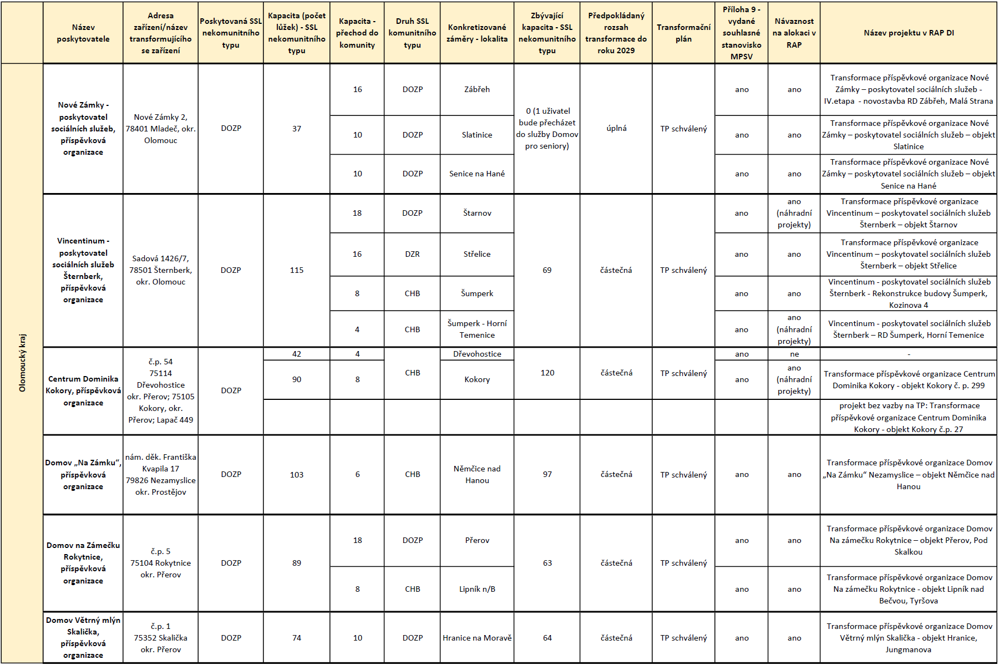 Název
poskytovatele
Adresa
zařízení/název
transformujícího
se zařízení
Poskytovaná SSL
nekomunitního
typu
Kapacita (počet
lůžek) - SSL
nekomunitního
typu
Kapacita -
přechod do
komunity
Druh SSL
komunitního
typu
Konkretizované
záměry - lokalita
Zbývající
kapacita - SSL
nekomunitního
typu
Předpokládaný
rozsah
transformace do
roku 2029
Transformační
plán
Příloha 9 -
vydané
souhlasné
stanovisko
MPSV
Návaznost
na alokaci v
RAP
Název projektu v RAP DI
Olomoucký kraj
Nové Zámky -
poskytovatel
sociálních služeb,
příspěvková
organizace
Nové Zámky 2,
78401 Mladeč, okr.
Olomouc
DOZP
37
16
DOZP
Zábřeh
0 (1 uživatel
bude přecházet
do služby Domov
pro seniory)
úplná
TP schválený
ano
ano
Transformace příspěvkové organizace Nové
Zámky – poskytovatel sociálních služeb -
IV.etapa  - novostavba RD Zábřeh, Malá Strana
10
DOZP
Slatinice
ano
ano
Transformace příspěvkové organizace Nové
Zámky – poskytovatel sociálních služeb – objekt
Slatinice
10
DOZP
Senice na Hané
ano
ano
Transformace příspěvkové organizace Nové
Zámky – poskytovatel sociálních služeb – objekt
Senice na Hané
Vincentinum -
poskytovatel
sociálních služeb
Šternberk,
příspěvková
organizace
Sadová 1426/7,
78501 Šternberk,
okr. Olomouc
DOZP
115
18
DOZP
Štarnov
69
částečná
TP schválený
ano
ano
(náhradní
projekty)
Transformace příspěvkové organizace
Vincentinum – poskytovatel sociálních služeb
Šternberk – objekt Štarnov
16
DZR
Střelice
ano
ano
Transformace příspěvkové organizace
Vincentinum – poskytovatel sociálních služeb
Šternberk – objekt Střelice
8
CHB
Šumperk
ano
ano
Vincentinum - poskytovatel sociálních služeb
Šternberk - Rekonstrukce budovy Šumperk,
Kozinova 4
4
CHB
Šumperk - Horní
Temenice
ano
ano
(náhradní
projekty)
Vincentinum - poskytovatel sociálních služeb
Šternberk – RD Šumperk, Horní Temenice
Centrum Dominika
Kokory, příspěvková
organizace
č.p. 54
75114
Dřevohostice
okr. Přerov; 75105
Kokory, okr.
Přerov; Lapač 449
DOZP
42
4
CHB
Dřevohostice
120
částečná
TP schválený
ano
ne
-
90
8
Kokory
ano
ano
(náhradní
projekty)
Transformace příspěvkové organizace Centrum
Dominika Kokory - objekt Kokory č. p. 299
projekt bez vazby na TP: Transformace
příspěvkové organizace Centrum Dominika
Kokory - objekt Kokory č.p. 27
Domov „Na Zámku“,
příspěvková
organizace
nám. děk. Františka
Kvapila 17
79826 Nezamyslice
okr. Prostějov
DOZP
103
6
CHB
Němčice nad
Hanou
97
částečná
TP schválený
ano
ano
Transformace příspěvkové organizace Domov
„Na Zámku“ Nezamyslice – objekt Němčice nad
Hanou
Domov na Zámečku
Rokytnice,
příspěvková
organizace
č.p. 5
75104 Rokytnice
okr. Přerov
DOZP
89
18
DOZP
Přerov
63
částečná
TP schválený
ano
ano
Transformace příspěvkové organizace Domov
Na zámečku Rokytnice – objekt Přerov, Pod
Skalkou
8
CHB
Lipník n/B
ano
ano
Transformace příspěvkové organizace Domov
Na zámečku Rokytnice - objekt Lipník nad
Bečvou, Tyršova
Domov Větrný mlýn
Skalička,
příspěvková
organizace
č.p. 1
75352 Skalička
okr. Přerov
DOZP
74
10
DOZP
Hranice na Moravě
64
částečná
TP schválený
ano
ano
Transformace příspěvkové organizace Domov
Větrný mlýn Skalička - objekt Hranice,
Jungmanova